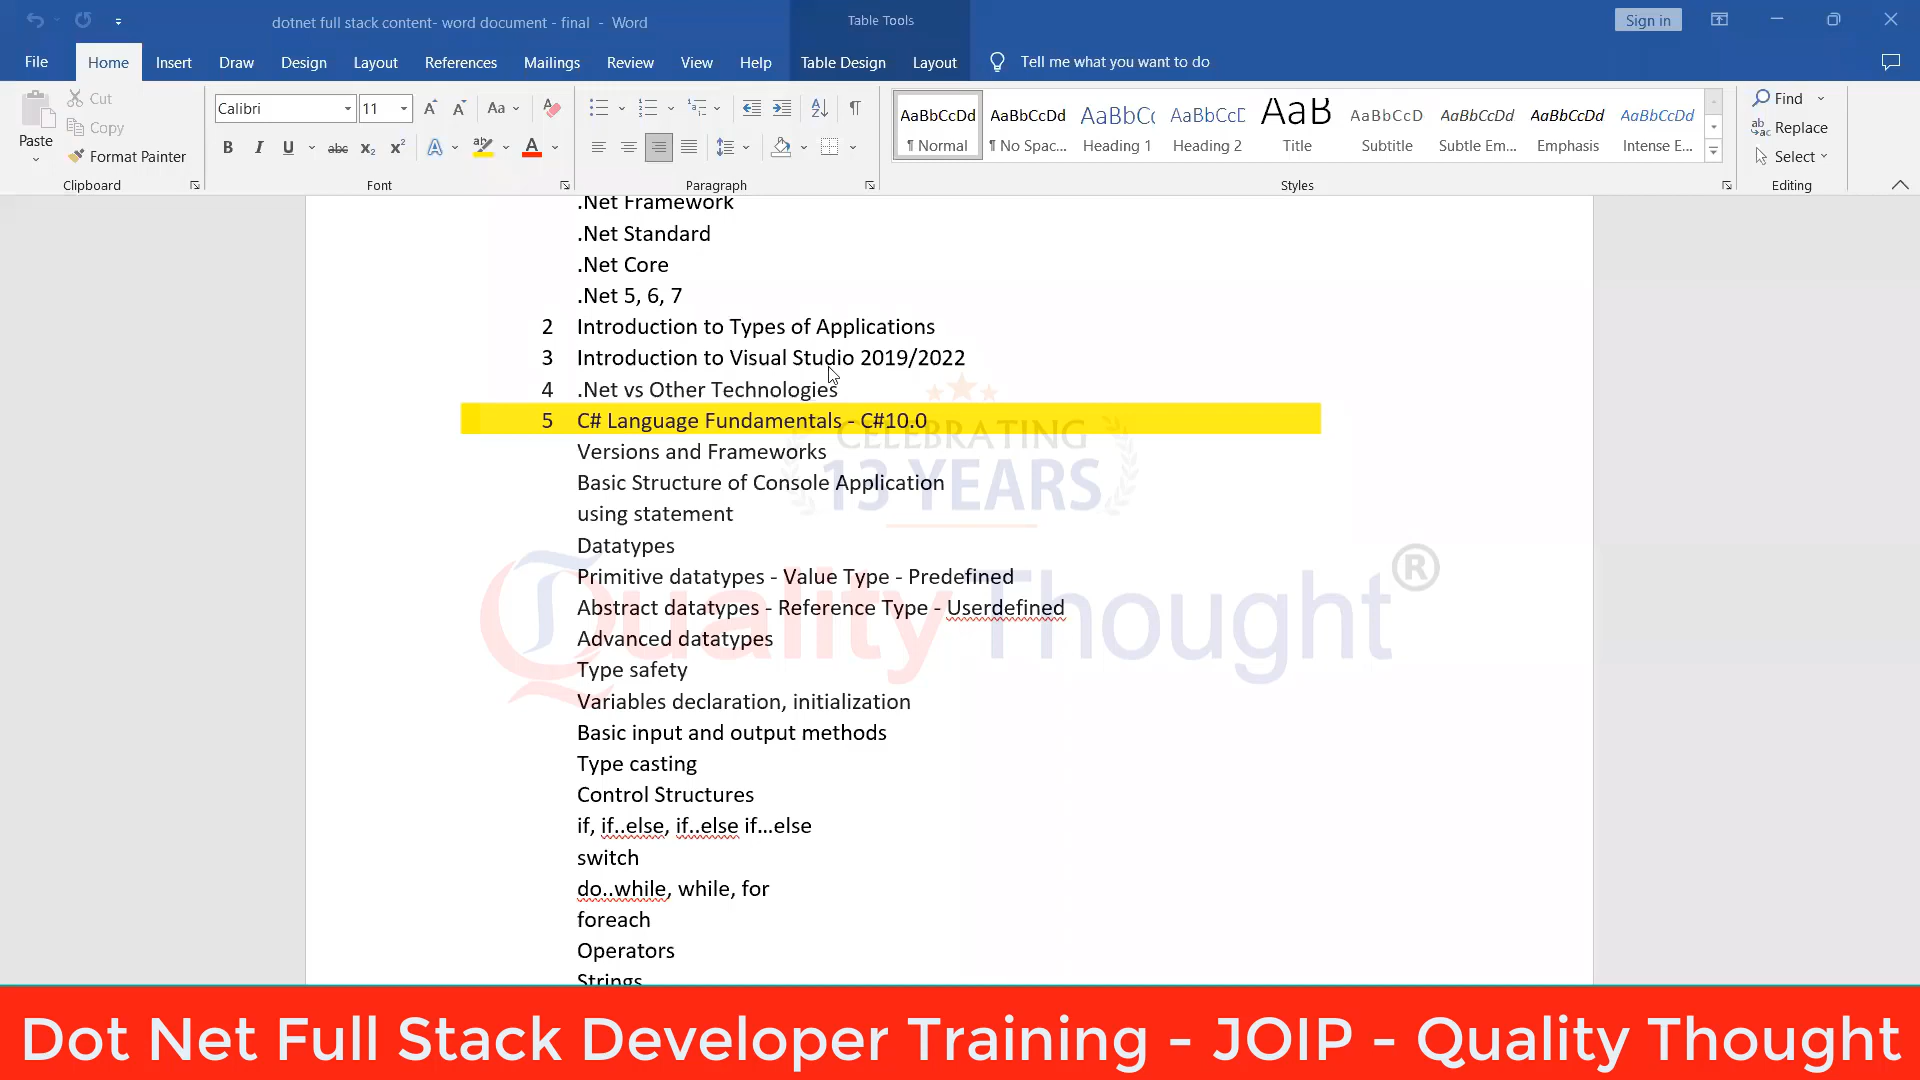 dotnet full stack content- word document - final - Word
Table Tools
Sign in
File Home Insert Draw Design Layout References Mailings Review View Help Table Design Layout Tell me what you want to do
Paste
Cut
Copy
Format Painter
Clipboard
Calibri 11
Font
Paragraph
AaBbCcDd AaBbCcDd AaBbCc AaBbCcD AaB AaBbCcD AaBbCcDd AaBbCcDd AaBbCcDd
¶ Normal ¶ No Spac... Heading 1 Heading 2 Title Subtitle Subtle Em... Emphasis Intense E...
Styles
Find
Replace
Select
Editing
.Net Framework
.Net Standard
.Net Core
.Net 5, 6, 7
2 Introduction to Types of Applications
3 Introduction to Visual Studio 2019/2022
4 .Net vs Other Technologies
5 C# Language Fundamentals - C#10.0
Versions and Frameworks
Basic Structure of Console Application
using statement
Datatypes
Primitive datatypes - Value Type - Predefined
Abstract datatypes - Reference Type - Userdefined
Advanced datatypes
Type safety
Variables declaration, initialization
Basic input and output methods
Type casting
Control Structures
if, if..else, if..else if...else
switch
do..while, while, for
foreach
Operators
Strings
CELEBRATING
13 YEARS
Quality Thought ®
Dot Net Full Stack Developer Training - JOIP - Quality Thought